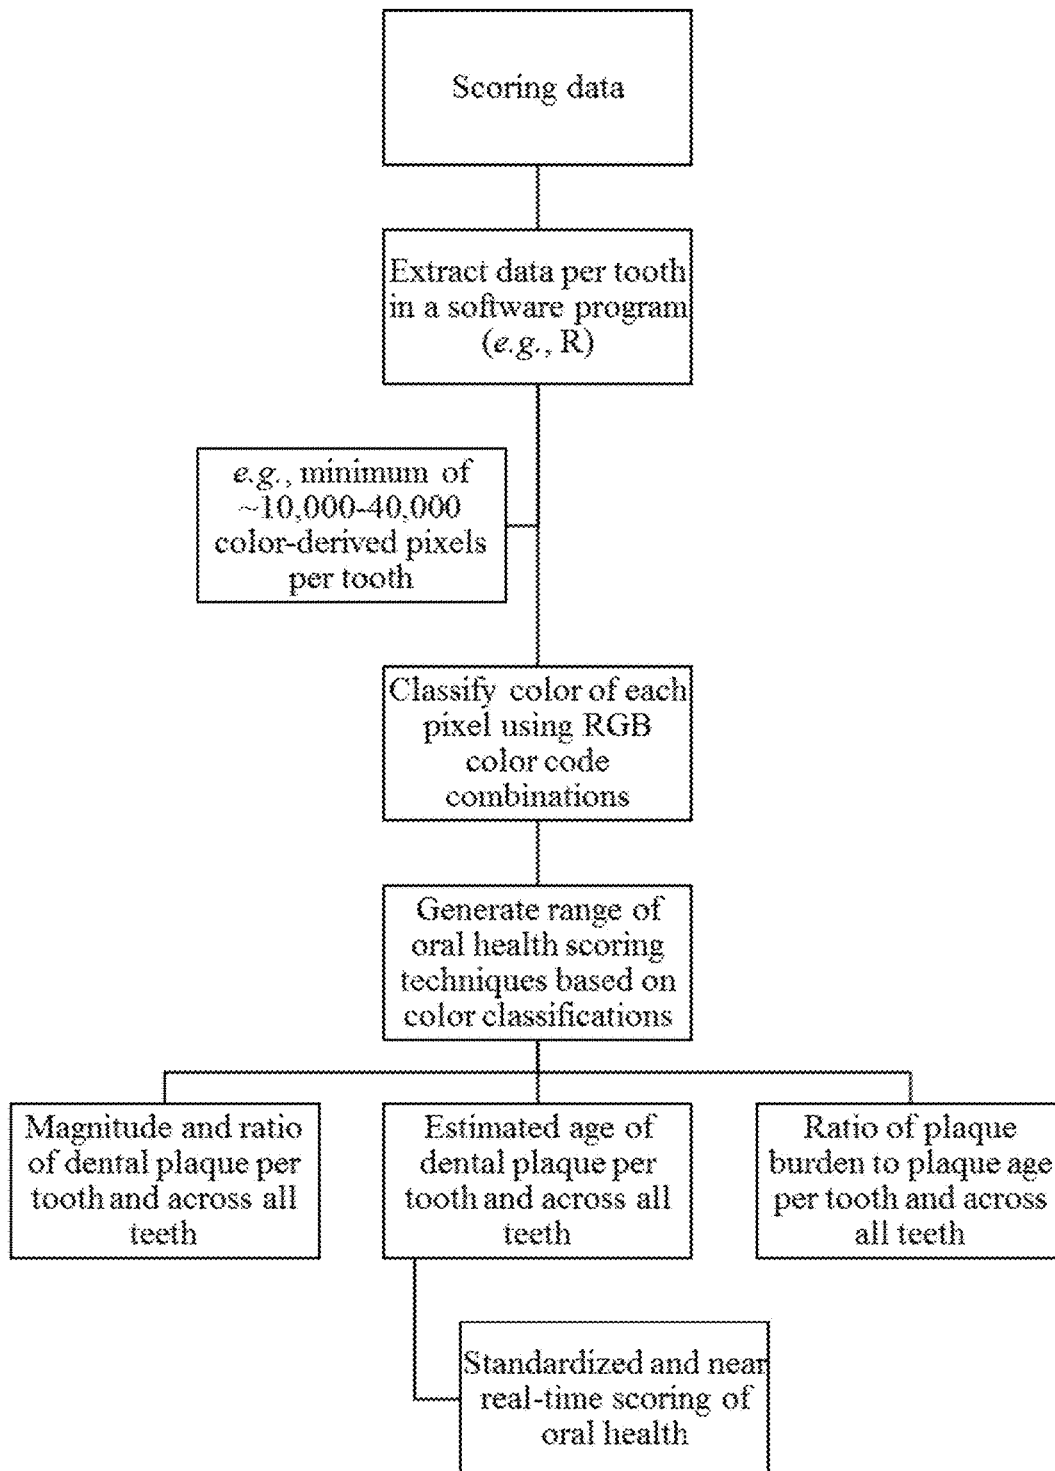 Scoring data
Extract data per tooth
in a software program
(e.g., R)
e.g., minimum of
~10,000-40,000
color-derived pixels
per tooth
Classify color of each
pixel using RGB
color code
combinations
Generate range of
oral health scoring
techniques based on
color classifications
Magnitude and ratio
of dental plaque per
tooth and across all
teeth
Estimated age of
dental plaque per
tooth and across all
teeth
Ratio of plaque
burden to plaque age
per tooth and across
all teeth
Standardized and near
real-time scoring of
oral health